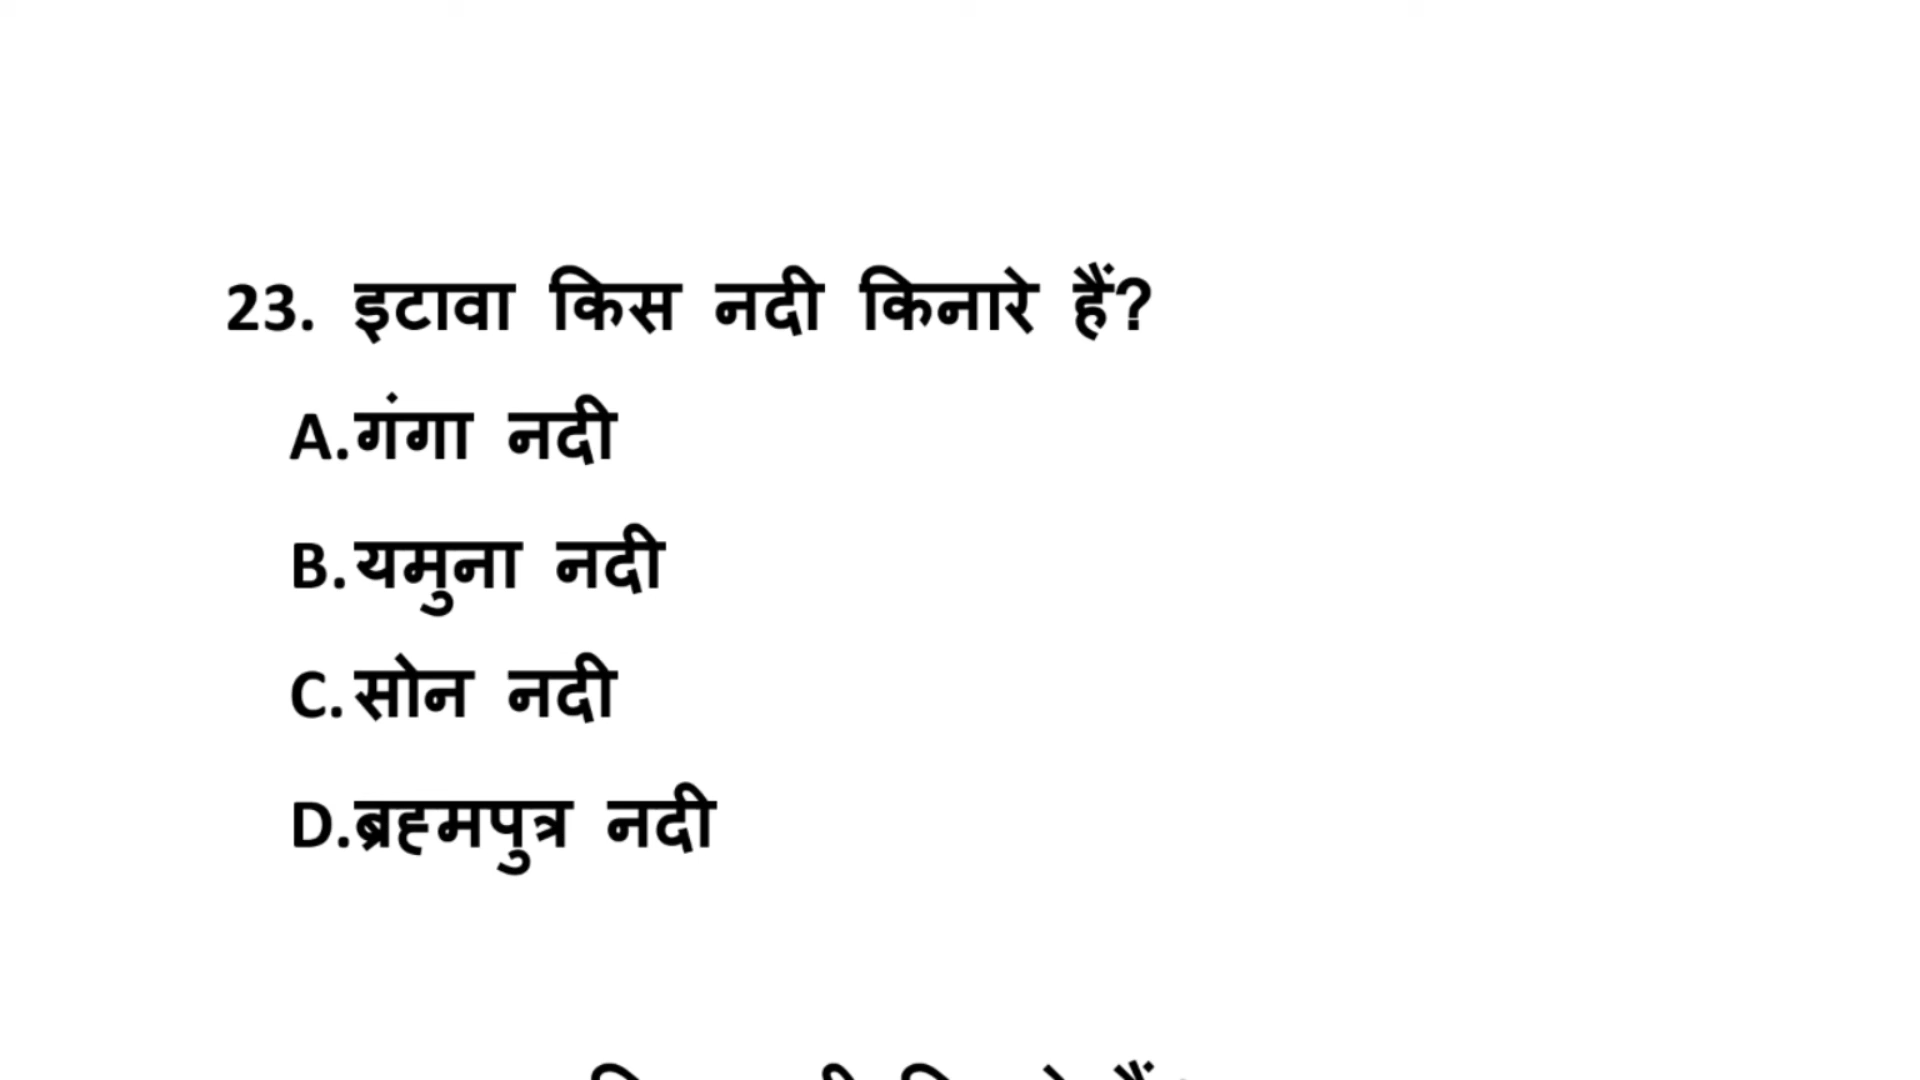 23. इटावा किस नदी किनारे हैं?
A.गंगा नदी
B.यमुना नदी
C.सोन नदी
D.ब्रह्मपुत्र नदी